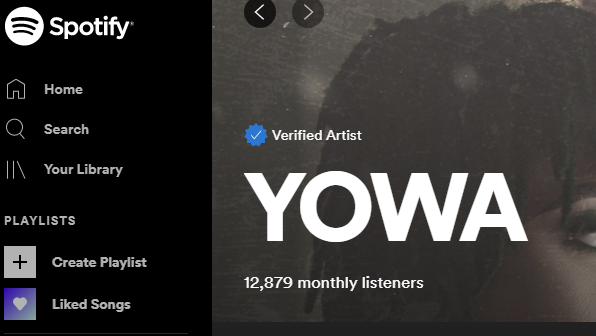 Spotify®
Home
Search
Your Library
PLAYLISTS
Create Playlist
Liked Songs
Verified Artist
YOWA
12,879 monthly listeners